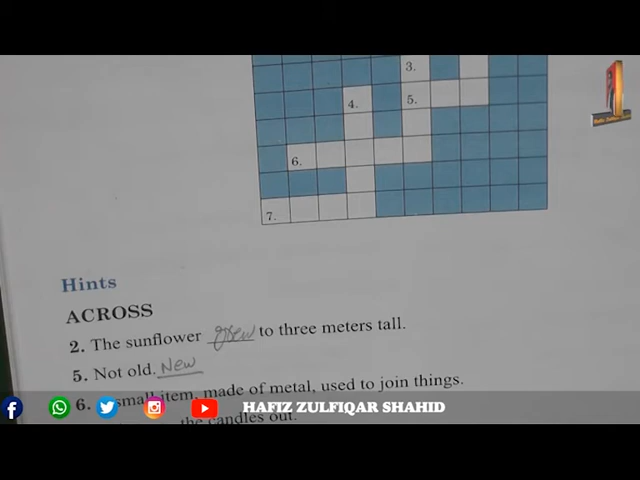 3.
4. 5.
6.
7.
Hints
ACROSS
2. The sunflower grew to three meters tall.
5. Not old. New
6. small item, made of metal, used to join things.
the candles out.
HAFIZ ZULFIQAR SHAHID